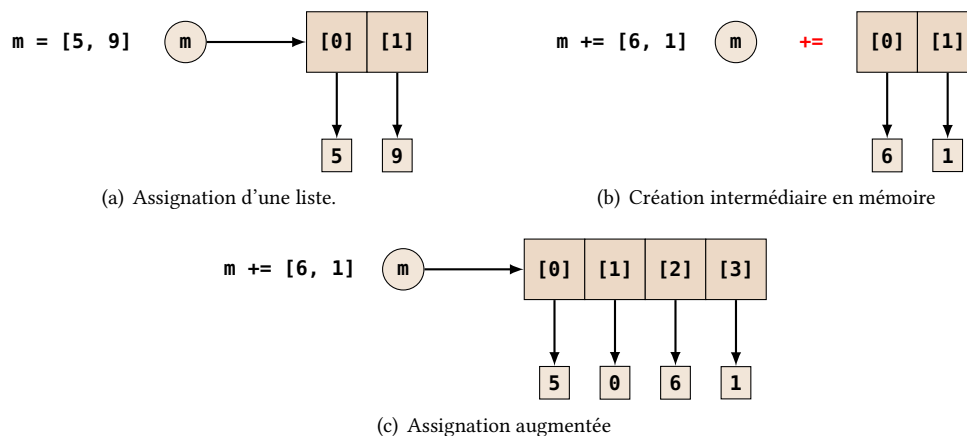 m = [5, 9] m [0] [1]
5 9
(a) Assignation d'une liste.
m += [6, 1] m += [0] [1]
6 1
(b) Création intermédiaire en mémoire
m += [6, 1] m [0] [1] [2] [3]
5 0 6 1
(c) Assignation augmentée